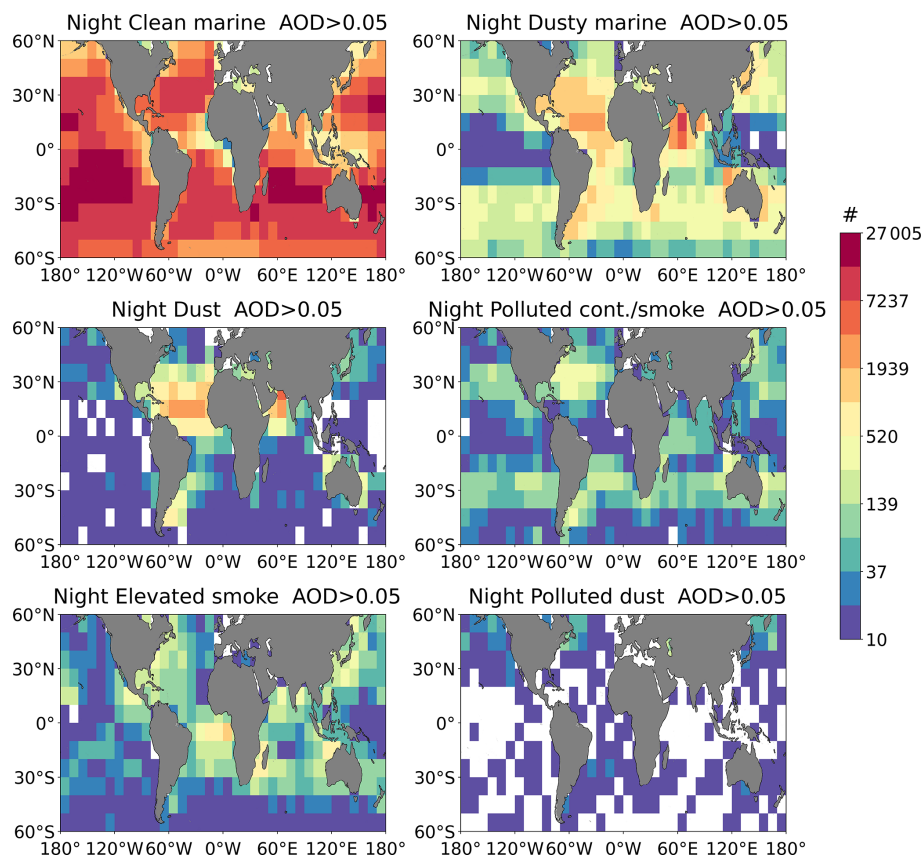 Night Clean marine AOD>0.05
60°N
30°N
0°
30°S
60°S
180° 120°W 60°W 0°W 60°E 120°E 180°
Night Dusty marine AOD>0.05
60°N
30°N
0°
30°S
60°S
180° 120°W 60°W 0°W 60°E 120°E 180°
Night Dust AOD>0.05
60°N
30°N
0°
30°S
60°S
180° 120°W 60°W 0°W 60°E 120°E 180°
Night Polluted cont./smoke AOD>0.05
60°N
30°N
0°
30°S
60°S
180° 120°W 60°W 0°W 60°E 120°E 180°
Night Elevated smoke AOD>0.05
60°N
30°N
0°
30°S
60°S
180° 120°W 60°W 0°W 60°E 120°E 180°
Night Polluted dust AOD>0.05
60°N
30°N
0°
30°S
60°S
180° 120°W 60°W 0°W 60°E 120°E 180°
#
27 005
7237
1939
520
139
37
10